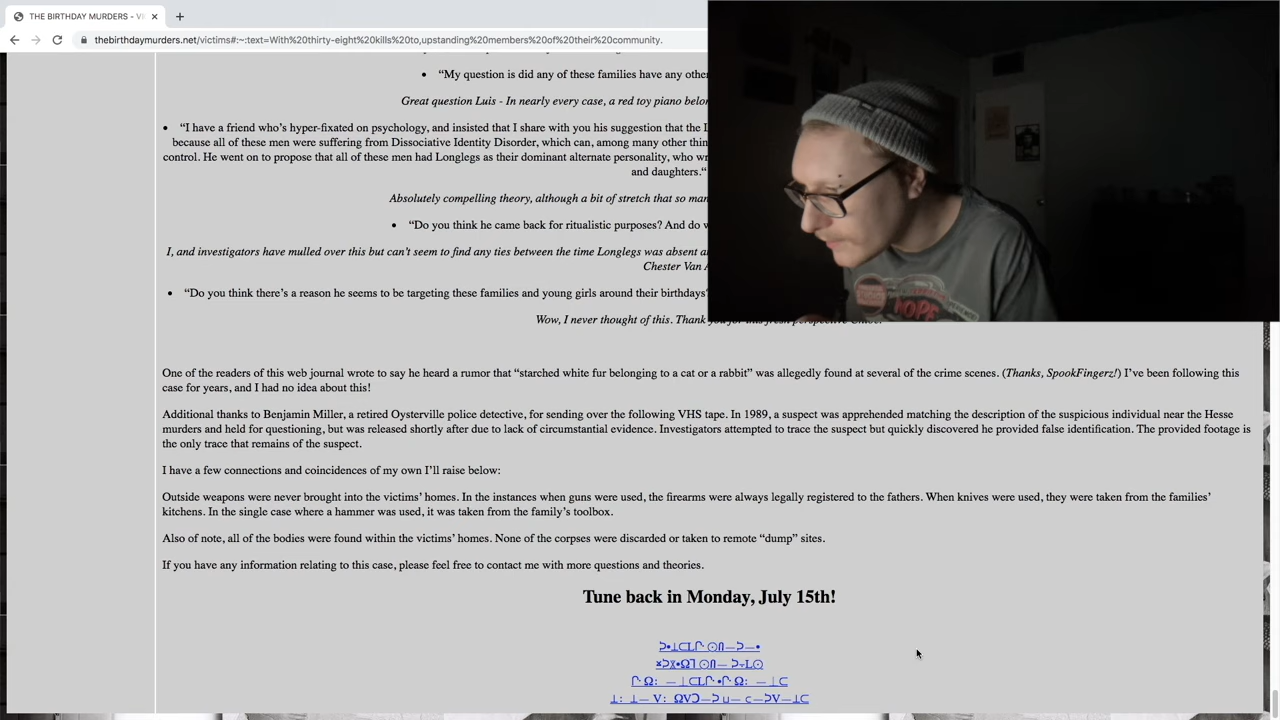 THE BIRTHDAY MURDERS - VI
thebirthdaymurders.net/victims#:~:text=With%20thirty-eight%20kills%20to,upstanding%20members%20of%20their%20community.
• “My question is did any of these families have any other
Great question Luis - In nearly every case, a red toy piano
• “I have a friend who’s hyper-fixated on psychology, and insisted that I share with you his suggestion that the
because all of these men were suffering from Dissociative Identity Disorder, which can, among many other
control. He went on to propose that all of these men had Longlegs as their dominant alternate personality, who
and daughters.“
Absolutely compelling theory, although a bit of stretch that so
• “Do you think he came back for ritualistic purposes? And do
I, and investigators have mulled over this but can’t seem to find any ties between the time Longlegs was absent
Chester Van
• “Do you think there’s a reason he seems to be targeting these families and young girls around their birthdays?
HOPE
Wow, I never thought of this. Thank you for this fresh perspective
One of the readers of this web journal wrote to say he heard a rumor that “starched white fur belonging to a cat or a rabbit” was allegedly found at several of the crime scenes. (Thanks, SpookFingerz!) I’ve been following this
case for years, and I had no idea about this!
Additional thanks to Benjamin Miller, a retired Oysterville police detective, for sending over the following VHS tape. In 1989, a suspect was apprehended matching the description of the suspicious individual near the Hesse
murders and held for questioning, but was released shortly after due to lack of circumstantial evidence. Investigators attempted to trace the suspect but quickly discovered he provided false identification. The provided footage is
the only trace that remains of the suspect.
I have a few connections and coincidences of my own I’ll raise below:
Outside weapons were never brought into the victims’ homes. In the instances when guns were used, the firearms were always legally registered to the fathers. When knives were used, they were taken from the families’
kitchens. In the single case where a hammer was used, it was taken from the family’s toolbox.
Also of note, all of the bodies were found within the victims’ homes. None of the corpses were discarded or taken to remote “dump” sites.
If you have any information relating to this case, please feel free to contact me with more questions and theories.
Tune back in Monday, July 15th!